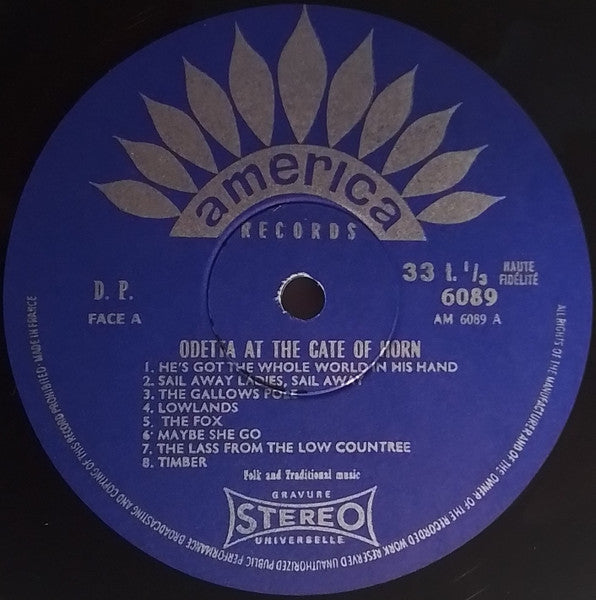 america
RECORDS
D. P.
FACE A
33 t. 1/3
HAUTE
FIDÉLITÉ
6089
AM 6089 A
ODETTA AT THE GATE OF HORN
1. HE'S GOT THE WHOLE WORLD IN HIS HAND
2. SAIL AWAY LADIES, SAIL AWAY
3. THE GALLOWS POLE
4. LOWLANDS
5. THE FOX
6. MAYBE SHE GO
7. THE LASS FROM THE LOW COUNTREE
8. TIMBER
Folk and Traditional music
GRAVURE
STEREO
UNIVERSELLE
ALL RIGHTS OF THE MANUFACTURER AND OF THE OWNER OF THE RECORDED WORK RESERVED UNAUTHORIZED PUBLIC PERFORMANCE BROADCASTING AND COPYING OF THIS RECORD PROHIBITED · MADE IN FRANCE